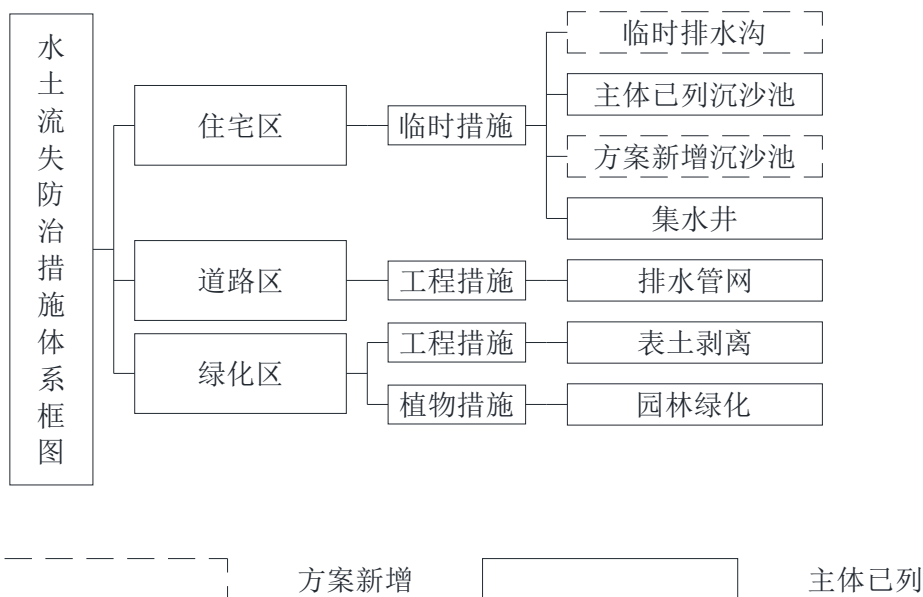 水土流失防治措施体系框图
住宅区
临时措施
临时排水沟
主体已列沉沙池
方案新增沉沙池
集水井
道路区
工程措施
排水管网
绿化区
工程措施
表土剥离
植物措施
园林绿化
方案新增
主体已列